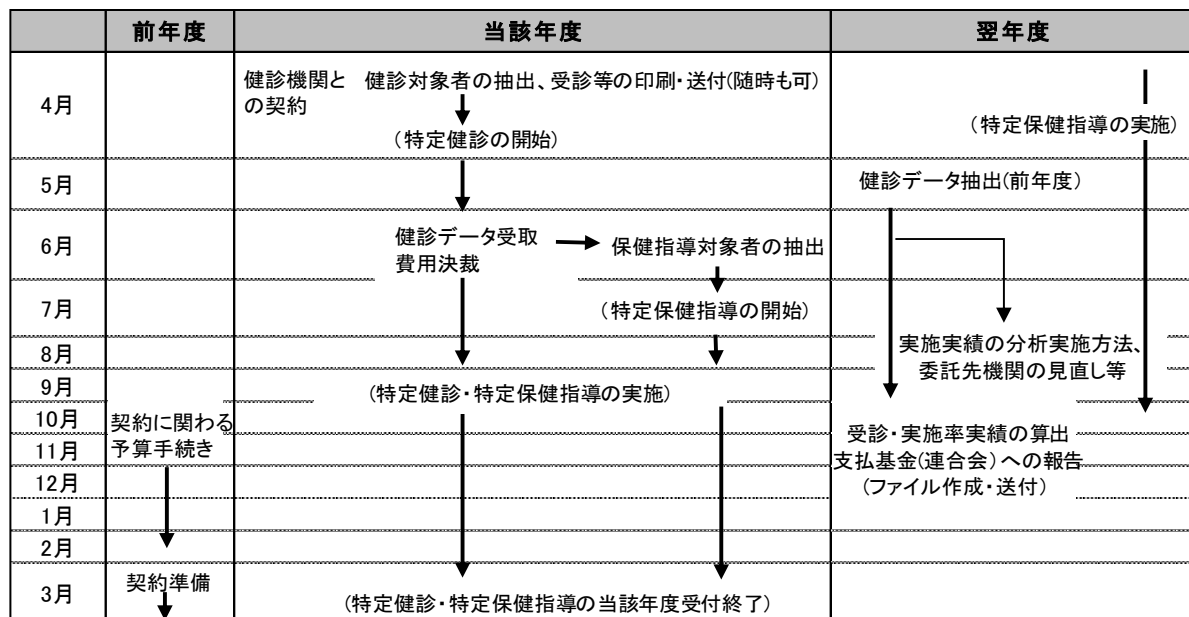 前年度
当該年度
翌年度
4月
健診機関と
の契約
健診対象者の抽出、受診等の印刷・送付(随時も可)
(特定健診の開始)
(特定保健指導の実施)
5月
健診データ抽出(前年度)
6月
健診データ受取
費用決裁
保健指導対象者の抽出
7月
(特定保健指導の開始)
8月
実施実績の分析実施方法、
委託先機関の見直し等
9月
(特定健診・特定保健指導の実施)
10月
契約に関わる
予算手続き
受診・実施率実績の算出
11月
支払基金(連合会)への報告
12月
(ファイル作成・送付)
1月
2月
3月
契約準備
(特定健診・特定保健指導の当該年度受付終了)